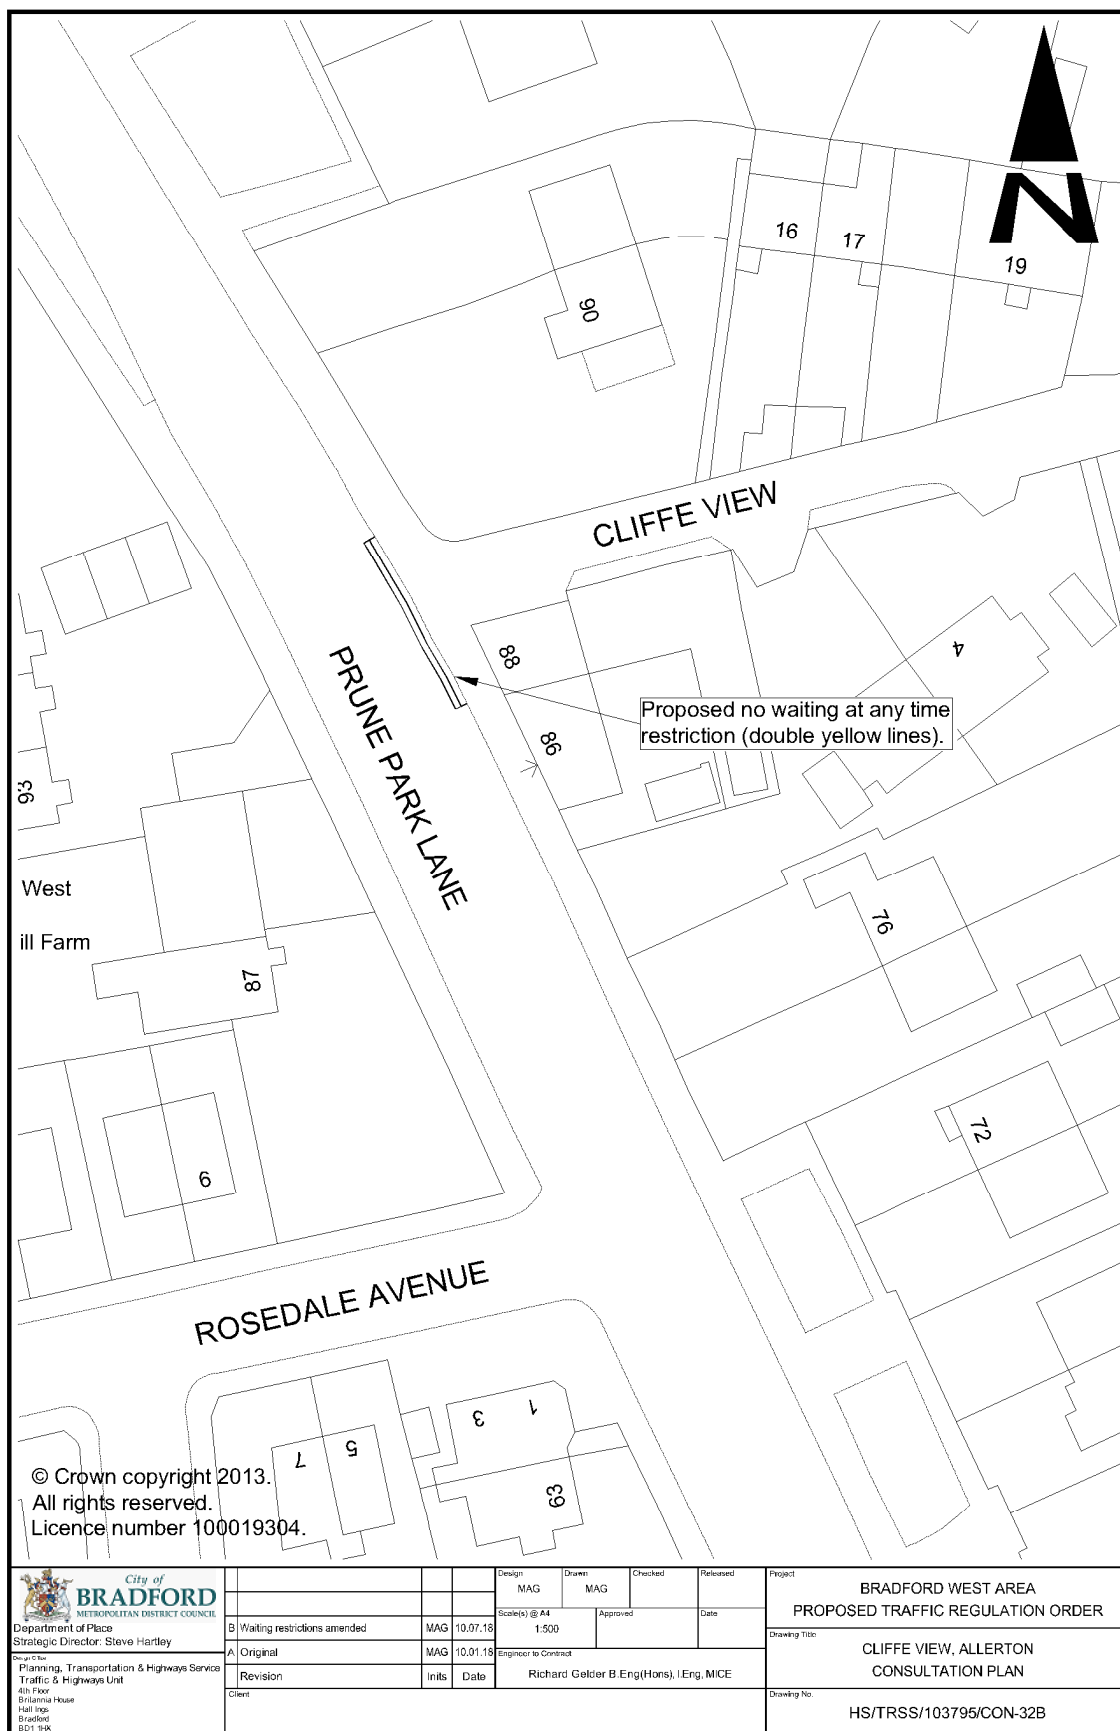 N
16
17
19
90
CLIFFE VIEW
88
4
PRUNE PARK LANE
Proposed no waiting at any time
restriction (double yellow lines).
86
93
West
ill Farm
76
87
72
9
ROSEDALE AVENUE
1
3
5
7
63
© Crown copyright 2013.
All rights reserved.
Licence number 100019304.
City of
BRADFORD
METROPOLITAN DISTRICT COUNCIL
Department of Place
Strategic Director: Steve Hartley
Design Office
Planning, Transportation & Highways Service
Traffic & Highways Unit
4th Floor
Britannia House
Hall Ings
Bradford
BD1 1HX
B Waiting restrictions amended MAG 10.07.18
A Original MAG 10.01.18
Revision Inits Date
Client
Design Drawn Checked Released
MAG MAG
Scale(s) @ A4 Approved Date
1:500
Engineer to Contract
Richard Gelder B.Eng(Hons), I.Eng, MICE
Project
BRADFORD WEST AREA
PROPOSED TRAFFIC REGULATION ORDER
Drawing Title
CLIFFE VIEW, ALLERTON
CONSULTATION PLAN
Drawing No.
HS/TRSS/103795/CON-32B